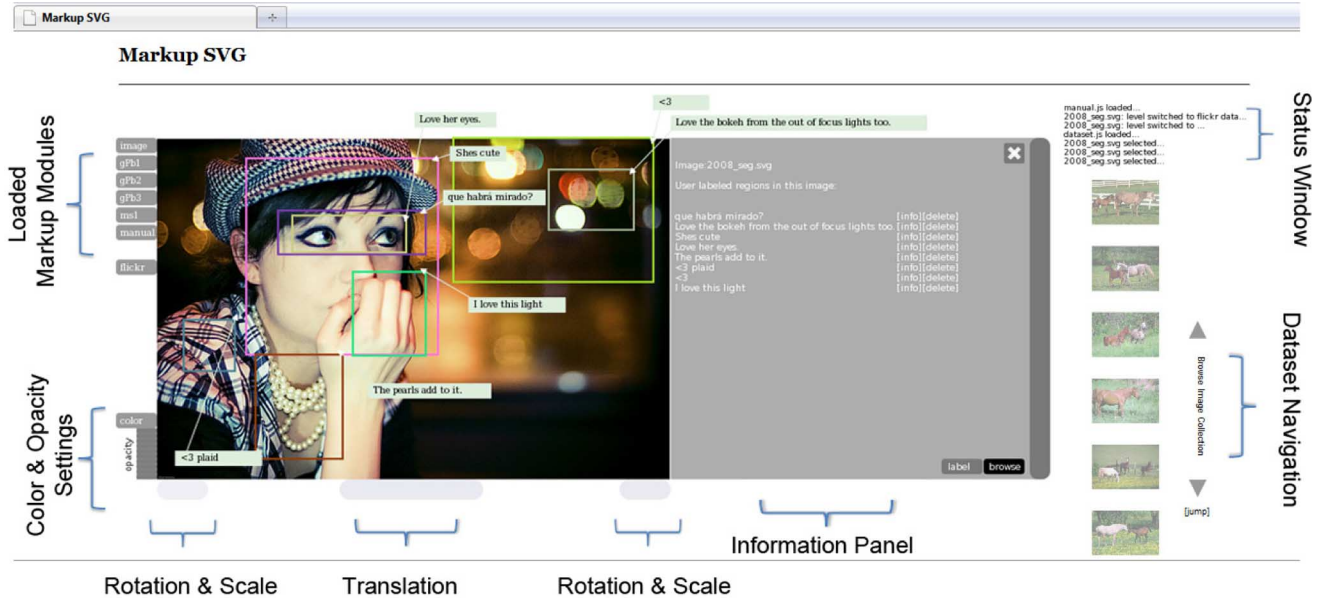 Markup SVG
Markup SVG
Loaded
Markup Modules
image
gPb1
gPb2
gPb3
ms1
manual
flickr
Color & Opacity
Settings
color
opacity
Love her eyes.
<3
Love the bokeh from the out of focus lights too.
Shes cute
que habrá mirado?
I love this light
The pearls add to it.
<3 plaid
Image:2008_seg.svg
User labeled regions in this image:
que habrá mirado? [info][delete]
Love the bokeh from the out of focus lights too. [info][delete]
Shes cute [info][delete]
Love her eyes. [info][delete]
The pearls add to it. [info][delete]
<3 plaid [info][delete]
<3 [info][delete]
I love this light [info][delete]
label browse
manual.js loaded...
2008_seg.svg: level switched to flickr data...
2008_seg.svg: level switched to ...
dataset.js loaded...
2008_seg.svg selected...
2008_seg.svg selected...
2008_seg.svg selected...
Status Window
Browse Image Collection
[jump]
Dataset Navigation
Information Panel
Rotation & Scale
Translation
Rotation & Scale